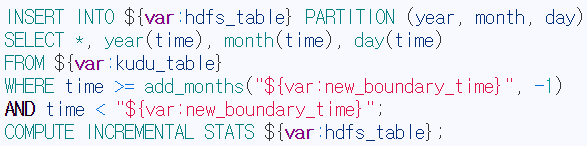 INSERT INTO ${var:hdfs_table} PARTITION (year, month, day)
SELECT *, year(time), month(time), day(time)
FROM ${var:kudu_table}
WHERE time >= add_months("${var:new_boundary_time}", -1)
AND time < "${var:new_boundary_time}";
COMPUTE INCREMENTAL STATS ${var:hdfs_table};